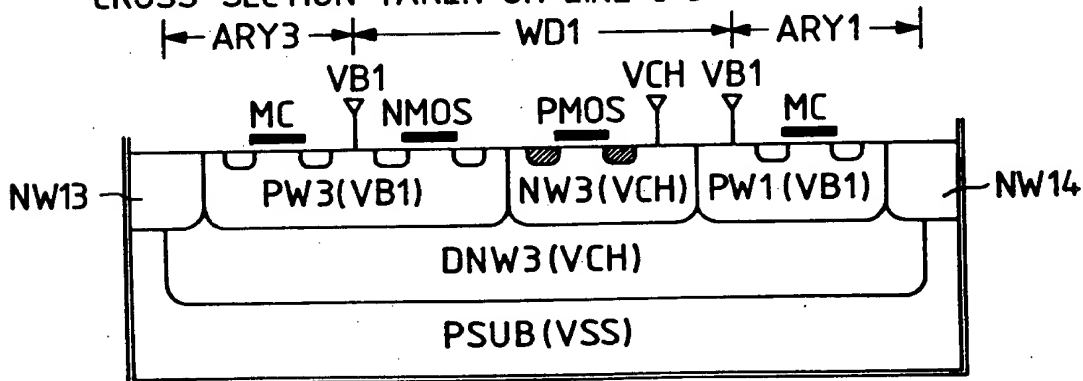 ARY3 WD1 ARY1
VB1 VCH VB1
MC NMOS PMOS MC
NW13 PW3(VB1) NW3(VCH) PW1(VB1) NW14
DNW3(VCH)
PSUB(VSS)